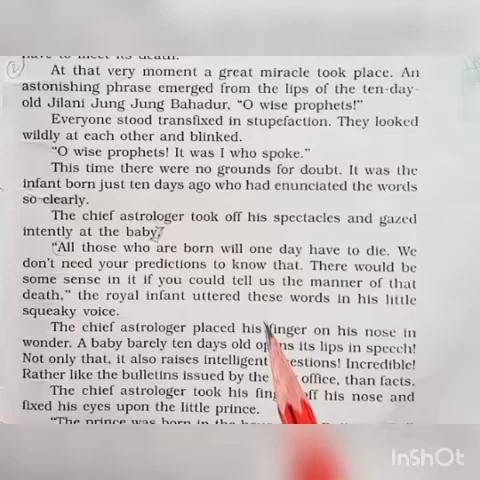 have to meet its death.
2
At that very moment a great miracle took place. An
astonishing phrase emerged from the lips of the ten-day-
old Jilani Jung Jung Bahadur, “O wise prophets!”
Everyone stood transfixed in stupefaction. They looked
wildly at each other and blinked.
“O wise prophets! It was I who spoke.”
This time there were no grounds for doubt. It was the
infant born just ten days ago who had enunciated the words
so clearly.
The chief astrologer took off his spectacles and gazed
intently at the baby.
“All those who are born will one day have to die. We
don’t need your predictions to know that. There would be
some sense in it if you could tell us the manner of that
death,” the royal infant uttered these words in his little
squeaky voice.
The chief astrologer placed his finger on his nose in
wonder. A baby barely ten days old opens its lips in speech!
Not only that, it also raises intelligent questions! Incredible!
Rather like the bulletins issued by the office, than facts.
The chief astrologer took his finger off his nose and
fixed his eyes upon the little prince.
“The prince was born in the
InShOt